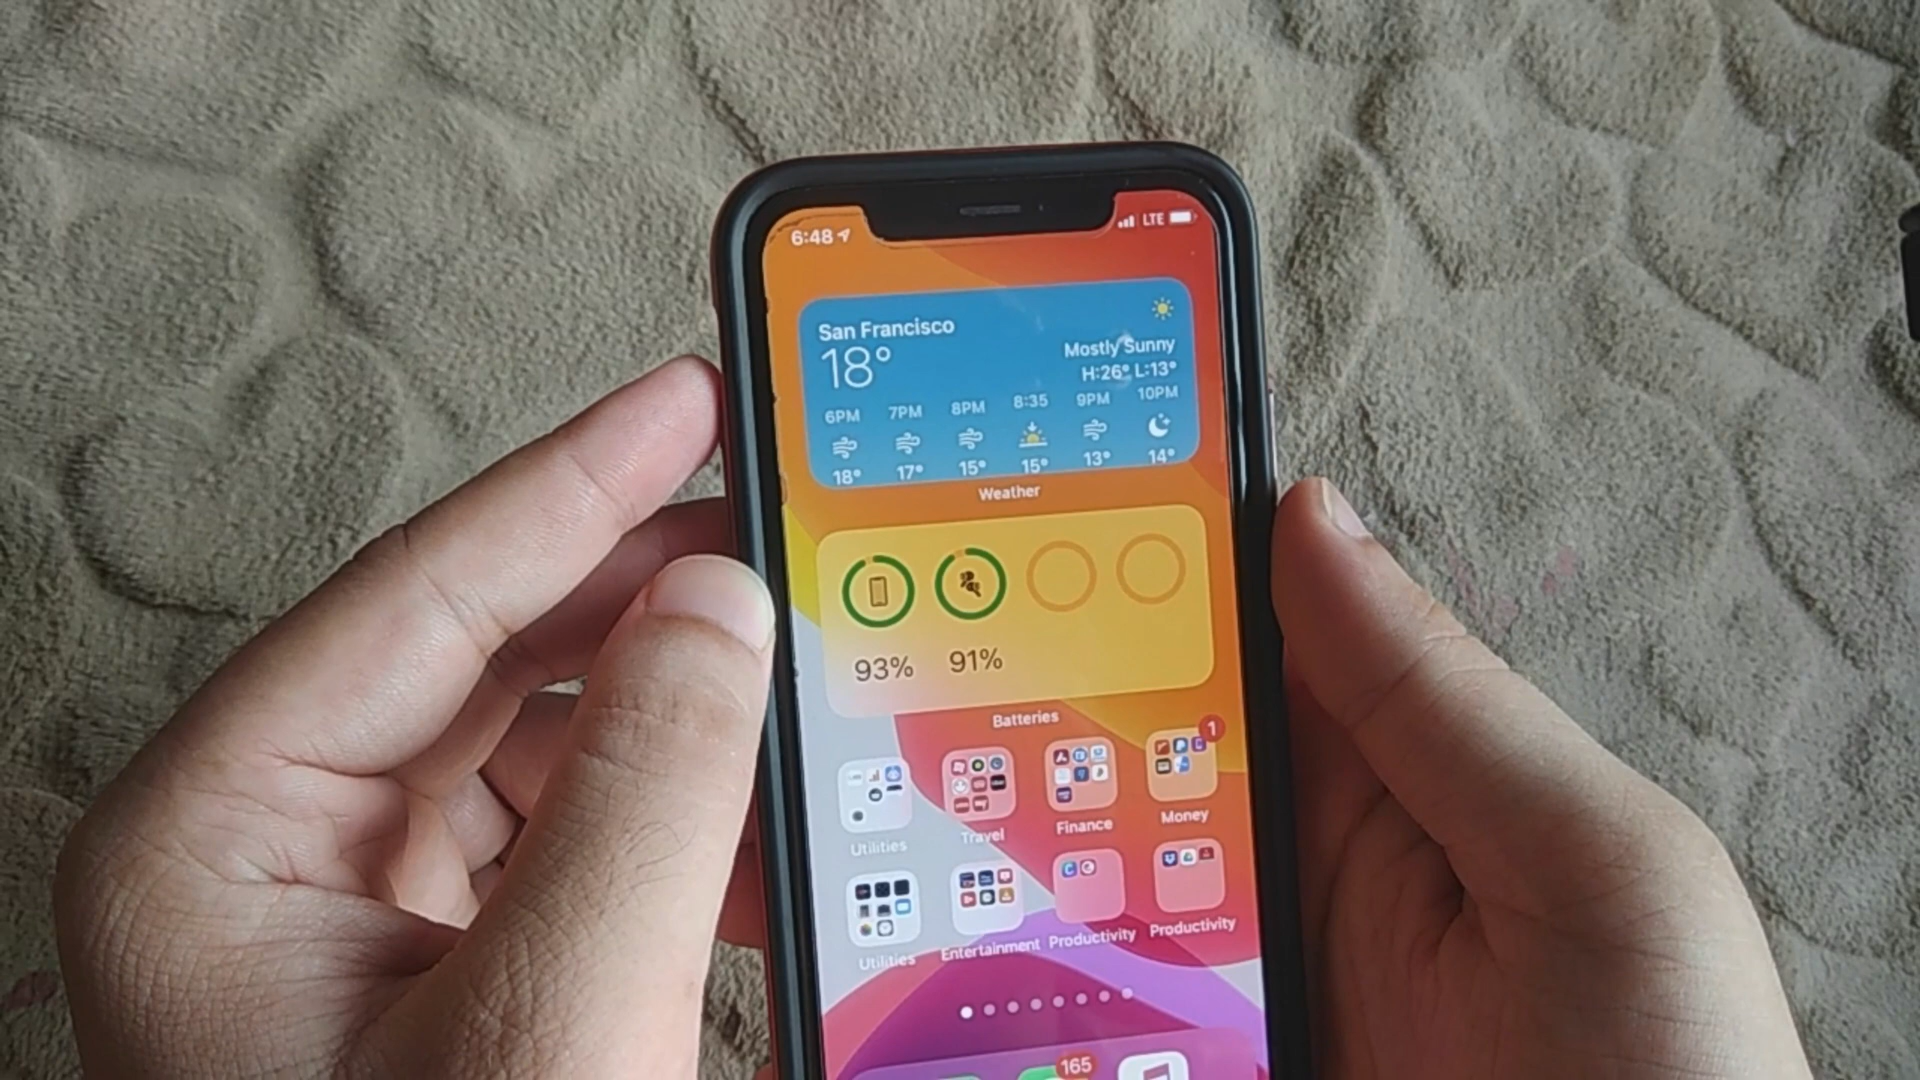 6:48 LTE
San Francisco
18°
Mostly Sunny
H:26° L:13°
6PM 7PM 8PM 8:35 9PM 10PM
18° 17° 15° 15° 13° 14°
Weather
93% 91%
Batteries
1
Utilities Travel Finance Money
Utilities Entertainment Productivity Productivity
165